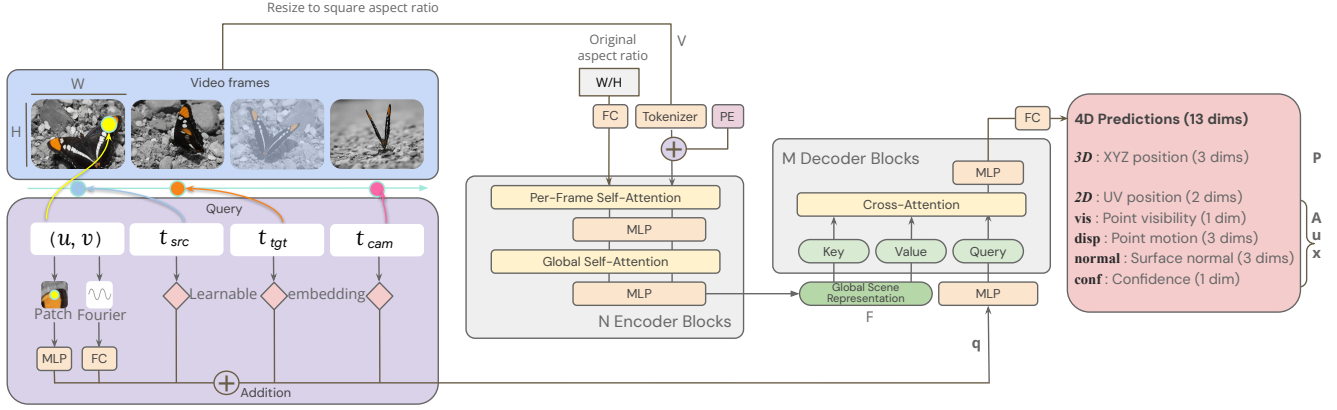 Resize to square aspect ratio
V
Original
aspect ratio
W/H
W
Video frames
H
FC
Tokenizer
PE
Query
(u, v)
t src
t tgt
t cam
Learnable
embedding
Patch
Fourier
MLP
FC
Addition
Per-Frame Self-Attention
MLP
Global Self-Attention
MLP
N Encoder Blocks
M Decoder Blocks
MLP
Cross-Attention
Key
Value
Query
Global Scene
Representation
F
MLP
q
FC
4D Predictions (13 dims)
3D : XYZ position (3 dims)
P
2D : UV position (2 dims)
vis : Point visibility (1 dim)
disp : Point motion (3 dims)
normal : Surface normal (3 dims)
conf : Confidence (1 dim)
A
u
x